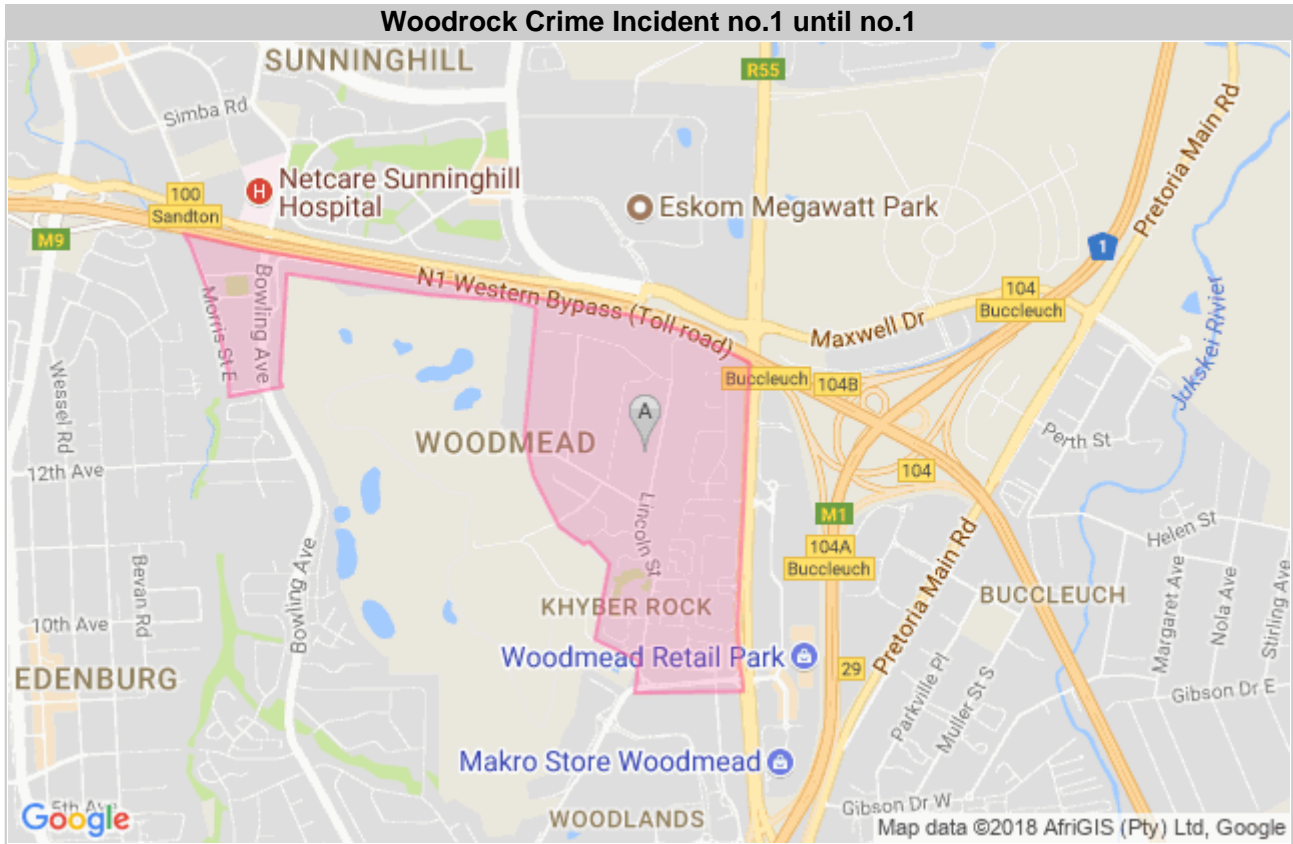 Woodrock Crime Incident no.1 until no.1
SUNNINGHILL
R55
Simba Rd
Pretoria Main Rd
Netcare Sunninghill
Hospital
H
100
Sandton
Eskom Megawatt Park
M9
1
Bowling Ave
N1 Western Bypass (Toll road)
104
Buccleuch
Jukskei Riviet
Maxwell Dr
Morris St E
Wessel Rd
Buccleuch
104B
A
WOODMEAD
Perth St
12th Ave
104
Lincoln St
M1
Helen St
104A
Buccleuch
Bowling Ave
Bevan Rd
Pretoria Main Rd
Margaret Ave
Nola Ave
Stirling Ave
KHYBER ROCK
BUCCLEUCH
10th Ave
Woodmead Retail Park
29
EDENBURG
Parkville Pl
Muller St S
Gibson Dr E
Makro Store Woodmead
5th Ave
Google
WOODLANDS
Gibson Dr W
Map data ©2018 AfriGIS (Pty) Ltd, Google